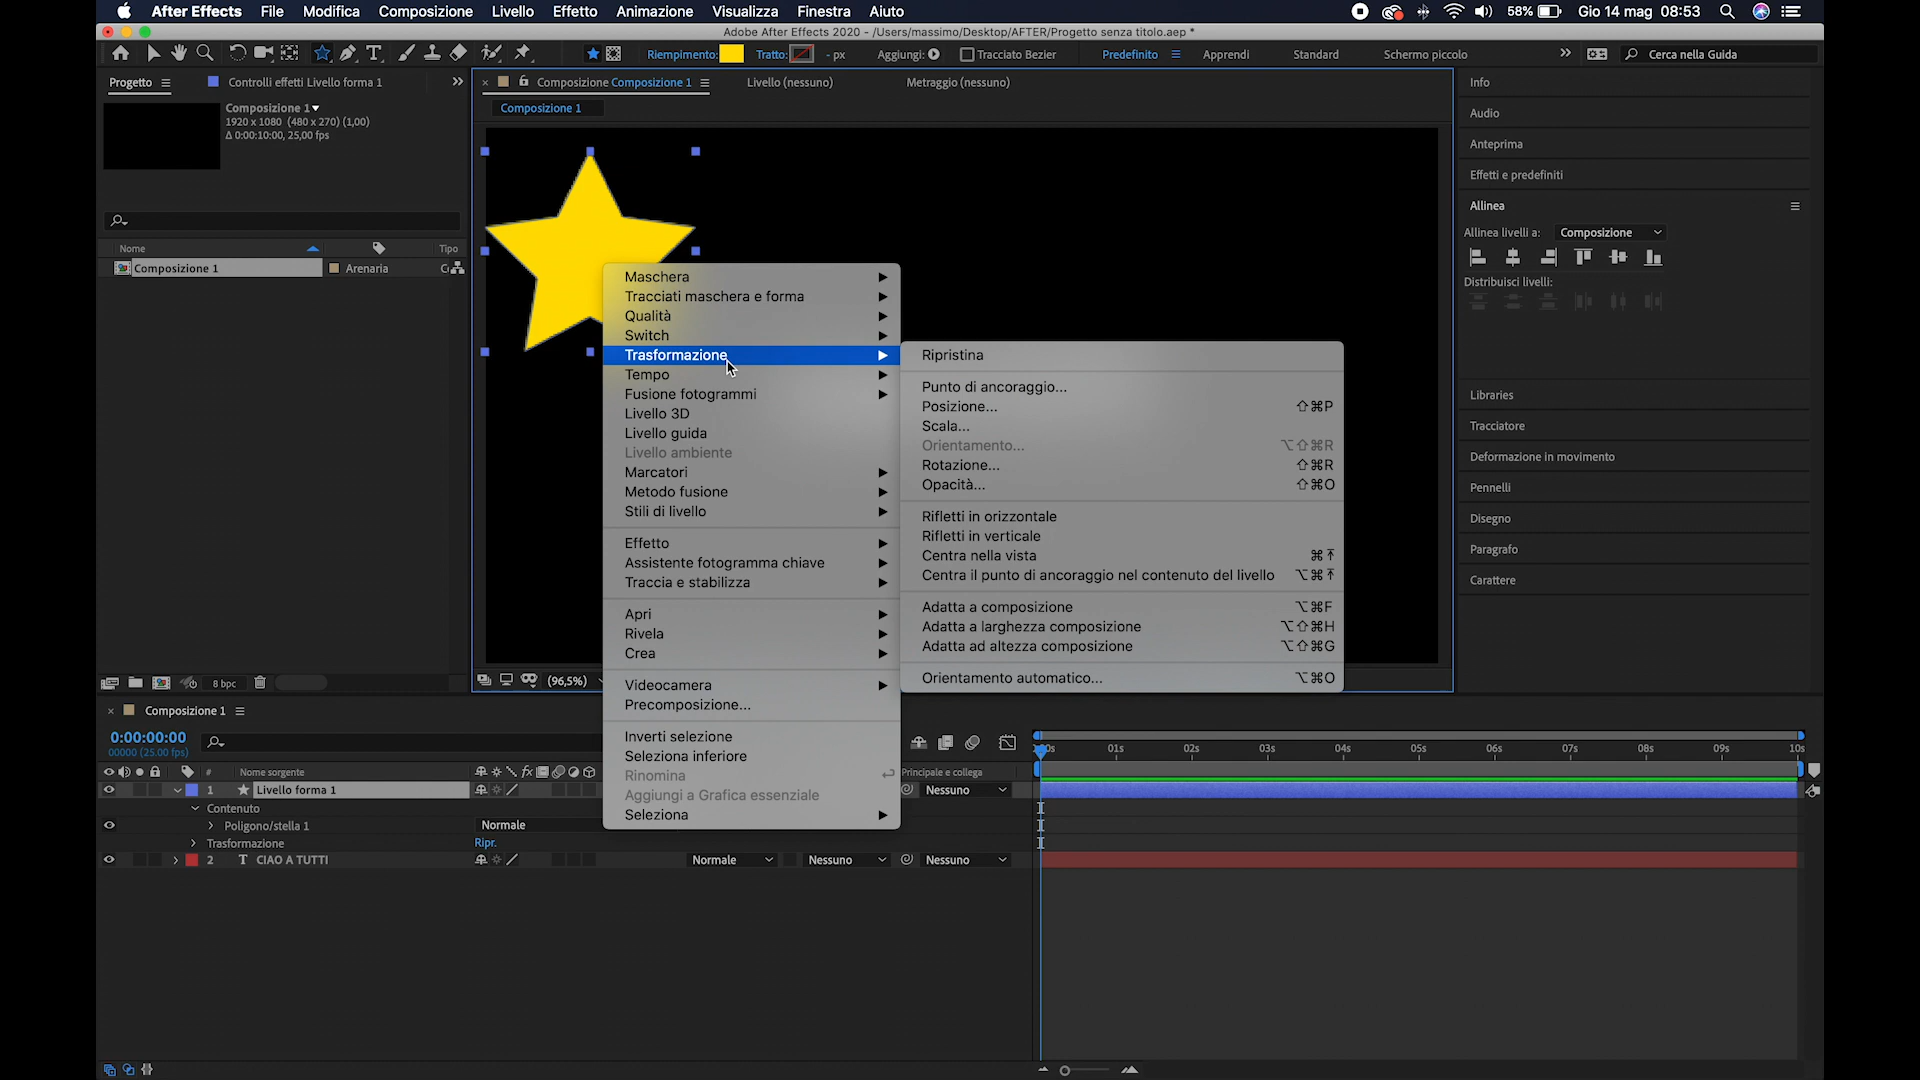 After Effects File Modifica Composizione Livello Effetto Animazione Visualizza Finestra Aiuto 58% Gio 14 mag 08:53
Adobe After Effects 2020 - /Users/massimo/Desktop/AFTER/Progetto senza titolo.aep *
Riempimento: Tratto: - px Aggiungi: Tracciato Bezier Predefinito Apprendi Standard Schermo piccolo Cerca nella Guida
Progetto Controlli effetti Livello forma 1
Composizione Composizione 1 Livello (nessuno) Metraggio (nessuno)
Composizione 1
Composizione 1
1920 x 1080 (480 x 270) (1,00)
Δ 0:00:10:00, 25,00 fps
Nome Tipo
Composizione 1 Arenaria C
8 bpc
(96,5%)
Info
Audio
Anteprima
Effetti e predefiniti
Allinea
Allinea livelli a: Composizione
Distribuisci livelli:
Libraries
Tracciatore
Deformazione in movimento
Pennelli
Disegno
Paragrafo
Carattere
Maschera
Tracciati maschera e forma
Qualità
Switch
Trasformazione
Tempo
Fusione fotogrammi
Livello 3D
Livello guida
Livello ambiente
Marcatori
Metodo fusione
Stili di livello
Effetto
Assistente fotogramma chiave
Traccia e stabilizza
Apri
Rivela
Crea
Videocamera
Precomposizione...
Inverti selezione
Seleziona inferiore
Rinomina
Aggiungi a Grafica essenziale
Seleziona
Ripristina
Punto di ancoraggio...
Posizione... ⇧⌘P
Scala...
Orientamento... ⌥⇧⌘R
Rotazione... ⇧⌘R
Opacità... ⇧⌘O
Rifletti in orizzontale
Rifletti in verticale
Centra nella vista ⌘↑
Centra il punto di ancoraggio nel contenuto del livello ⌥⌘↑
Adatta a composizione ⌥⌘F
Adatta a larghezza composizione ⌥⇧⌘H
Adatta ad altezza composizione ⌥⇧⌘G
Orientamento automatico... ⌥⌘O
Composizione 1
0:00:00:00
00000 (25.00 fps)
# Nome sorgente fx Principale e collega
1 Livello forma 1 Nessuno
Contenuto
Poligono/stella 1 Normale
Trasformazione Ripr.
2 T CIAO A TUTTI Normale Nessuno Nessuno
01s 02s 03s 04s 05s 06s 07s 08s 09s 10s